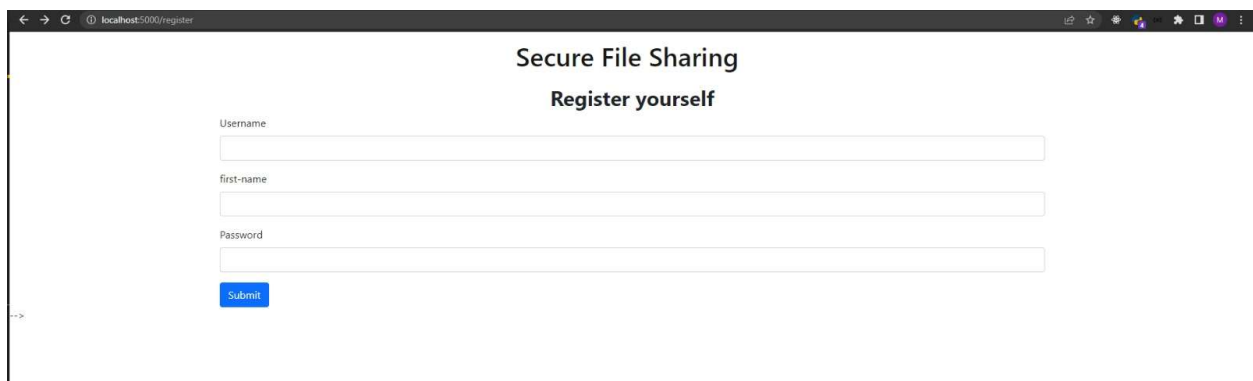 localhost:5000/register
M
Secure File Sharing
Register yourself
Username
first-name
Password
Submit
-->